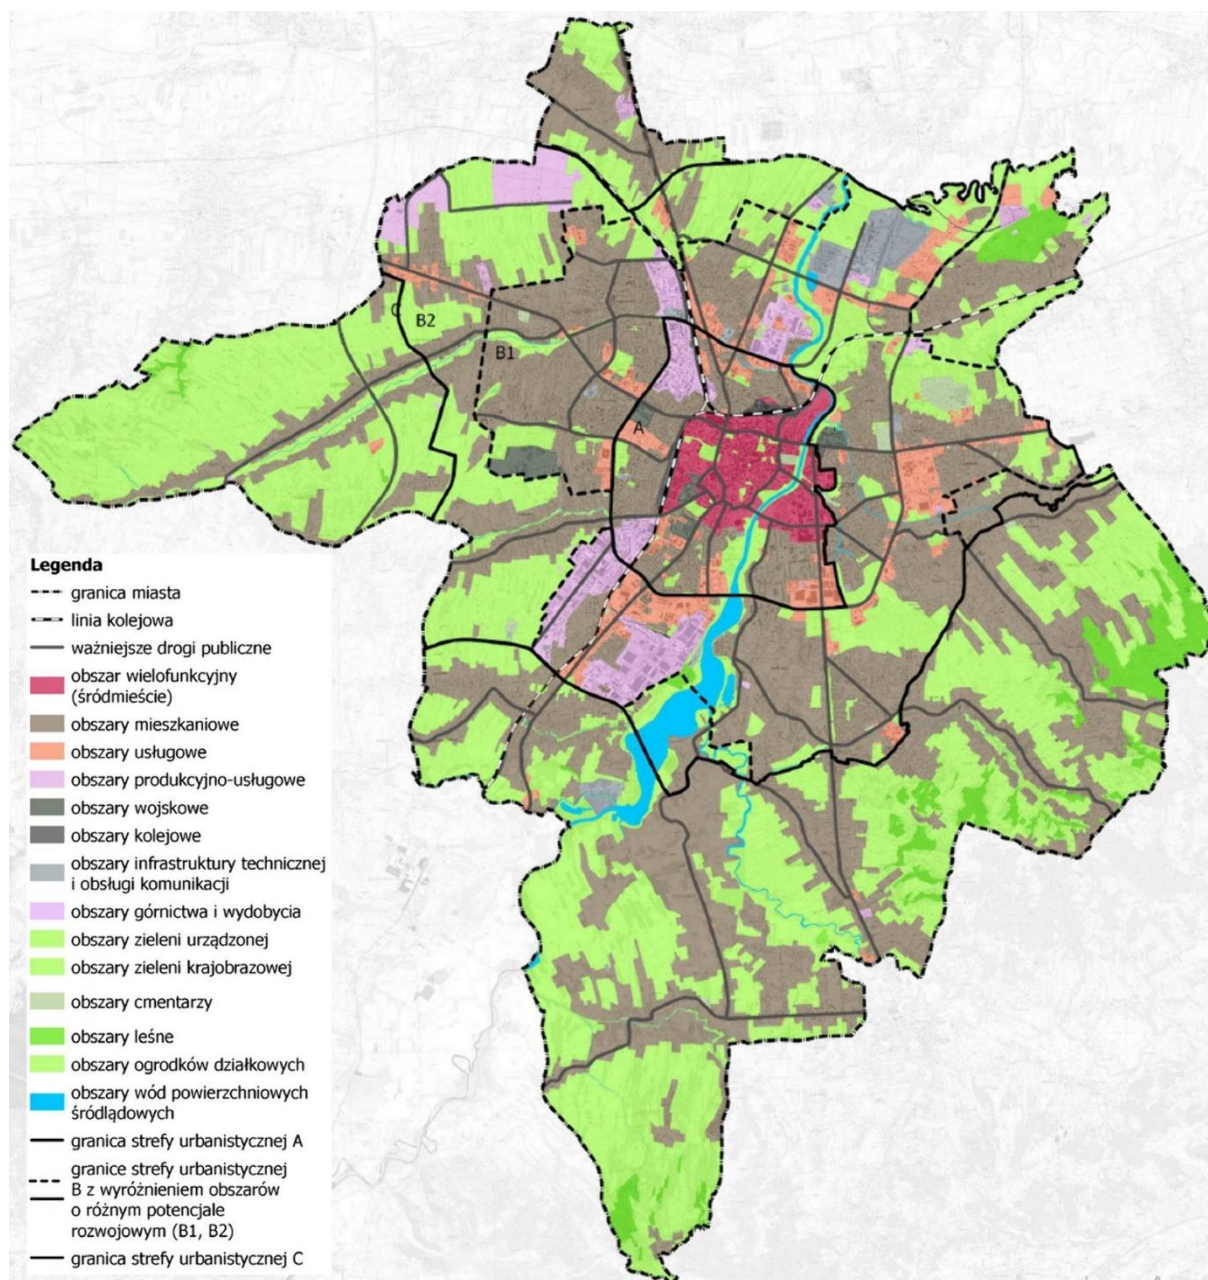 C
B2
B1
A
Legenda
granica miasta
linia kolejowa
ważniejsze drogi publiczne
obszar wielofunkcyjny
(śródmieście)
obszary mieszkaniowe
obszary usługowe
obszary produkcyjno-usługowe
obszary wojskowe
obszary kolejowe
obszary infrastruktury technicznej
i obsługi komunikacji
obszary górnictwa i wydobycia
obszary zieleni urządzonej
obszary zieleni krajobrazowej
obszary cmentarzy
obszary leśne
obszary ogrodków działkowych
obszary wód powierzchniowych
śródlądowych
granica strefy urbanistycznej A
granice strefy urbanistycznej
B z wyróżnieniem obszarów
o różnym potencjale
rozwojowym (B1, B2)
granica strefy urbanistycznej C